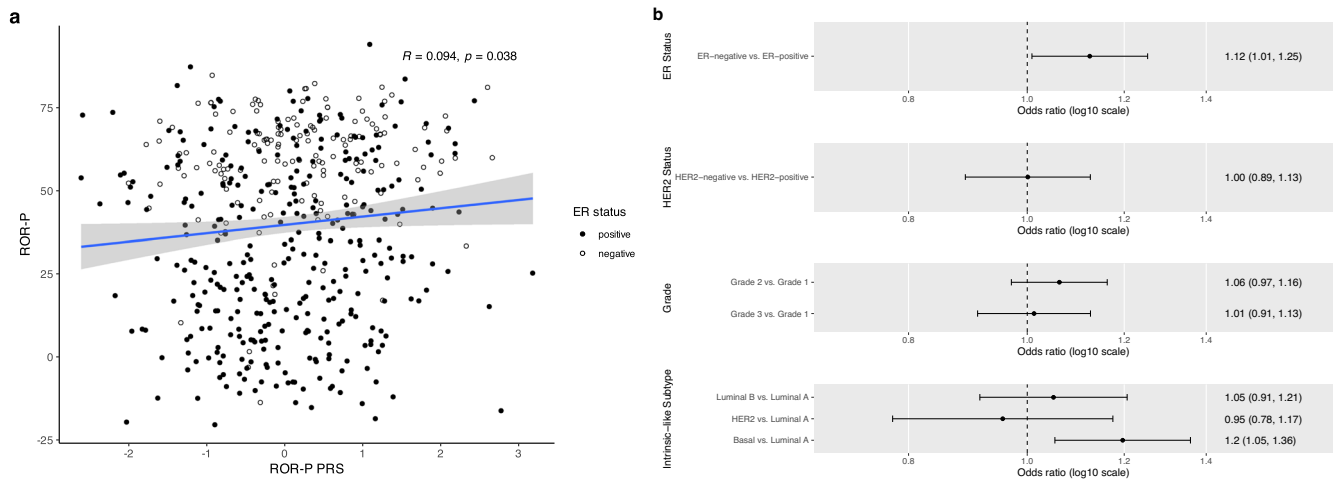 a
R = 0.094, p = 0.038
75
50
25
0
-25
-2
-1
0
1
2
3
ROR-P
ROR-P PRS
ER status
positive
negative
b
ER Status
ER−negative vs. ER−positive
1.12 (1.01, 1.25)
0.8
1.0
1.2
1.4
Odds ratio (log10 scale)
HER2 Status
HER2−negative vs. HER2−positive
1.00 (0.89, 1.13)
0.8
1.0
1.2
1.4
Odds ratio (log10 scale)
Grade
Grade 2 vs. Grade 1
1.06 (0.97, 1.16)
Grade 3 vs. Grade 1
1.01 (0.91, 1.13)
0.8
1.0
1.2
1.4
Odds ratio (log10 scale)
Intrinsic−like Subtype
Luminal B vs. Luminal A
1.05 (0.91, 1.21)
HER2 vs. Luminal A
0.95 (0.78, 1.17)
Basal vs. Luminal A
1.2 (1.05, 1.36)
0.8
1.0
1.2
1.4
Odds ratio (log10 scale)